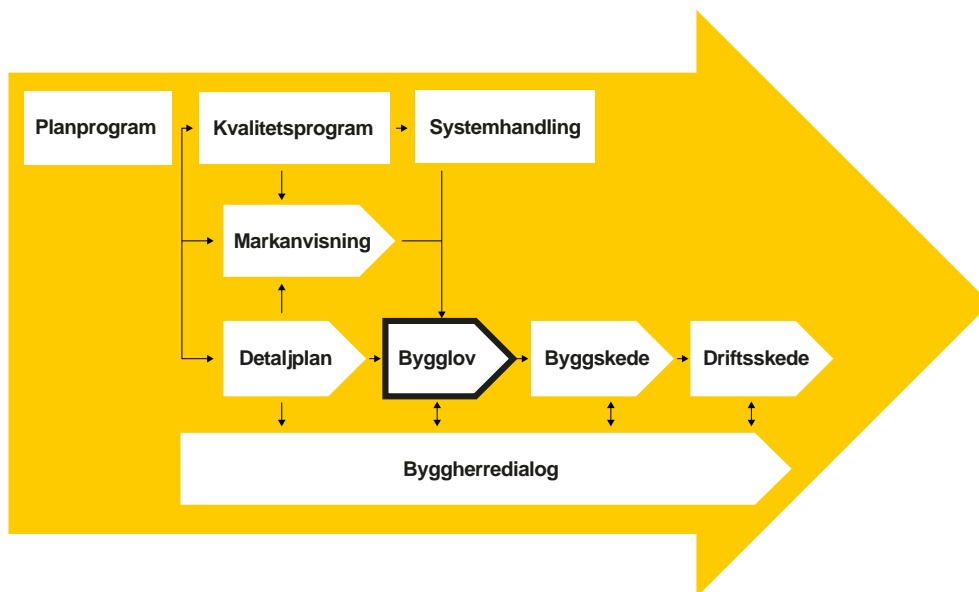 Planprogram
Kvalitetsprogram
Systemhandling
Markanvisning
Detaljplan
Bygglov
Byggskede
Driftsskede
Byggherredialog